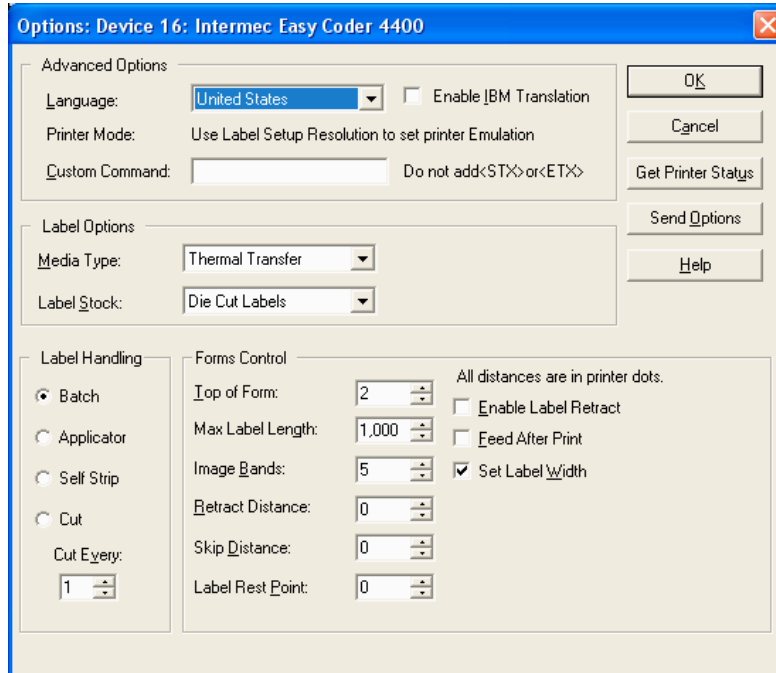 Options: Device 16: Intermec Easy Coder 4400
Advanced Options
Language: United States Enable IBM Translation
Printer Mode: Use Label Setup Resolution to set printer Emulation
Custom Command: Do not add<STX>or<ETX>
OK
Cancel
Get Printer Status
Send Options
Help
Label Options
Media Type: Thermal Transfer
Label Stock: Die Cut Labels
Label Handling
Batch
Applicator
Self Strip
Cut
Cut Every:
1
Forms Control
Top of Form: 2
Max Label Length: 1,000
Image Bands: 5
Retract Distance: 0
Skip Distance: 0
Label Rest Point: 0
All distances are in printer dots.
Enable Label Retract
Feed After Print
Set Label Width